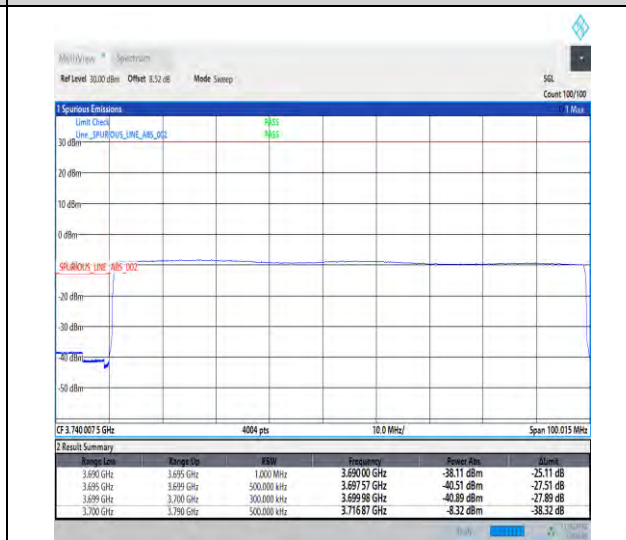 MultiView Spectrum
Ref Level 30.00 dBm Offset 8.52 dB Mode Sweep SGL
Count 100/100
1 Spurious Emissions 1 Max
Limit Check PASS
Line _SPURIOUS_LINE_ABS_002 PASS
30 dBm
20 dBm
10 dBm
0 dBm
SPURIOUS_LINE_ABS_002
-20 dBm
-30 dBm
-40 dBm
-50 dBm
CF 3.740 007 5 GHz 4004 pts 10.0 MHz/ Span 100.015 MHz
2 Result Summary
Range Low Range Up RBW Frequency Power Abs ΔLimit
3.690 GHz 3.695 GHz 1.000 MHz 3.690 00 GHz -38.11 dBm -25.11 dB
3.695 GHz 3.699 GHz 500.000 kHz 3.697 57 GHz -40.51 dBm -27.51 dB
3.699 GHz 3.700 GHz 300.000 kHz 3.699 98 GHz -40.89 dBm -27.89 dB
3.700 GHz 3.790 GHz 500.000 kHz 3.716 87 GHz -8.32 dBm -38.32 dB